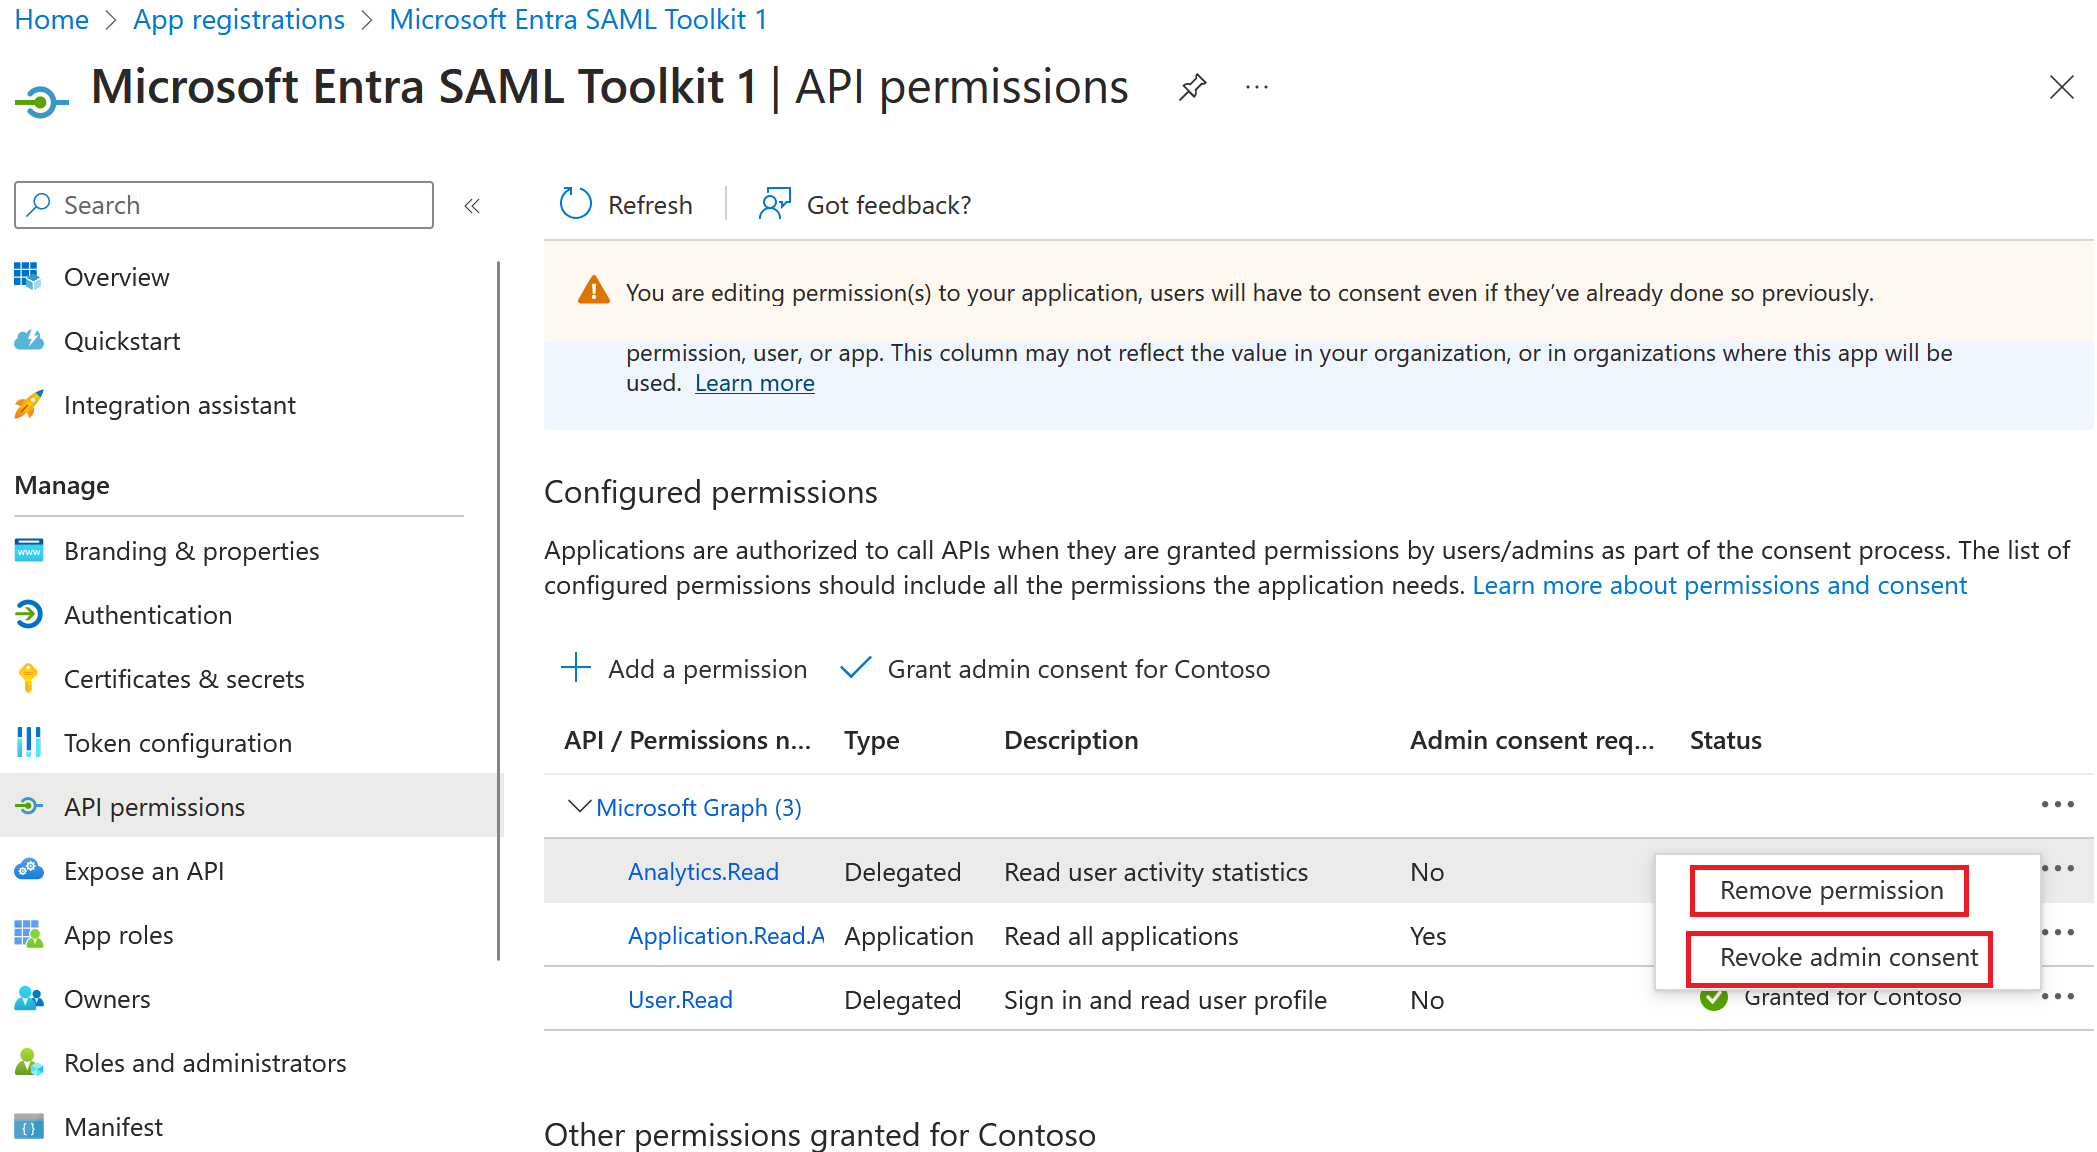 Home > App registrations > Microsoft Entra SAML Toolkit 1
Microsoft Entra SAML Toolkit 1 | API permissions ...
Search
«
Refresh
Got feedback?
You are editing permission(s) to your application, users will have to consent even if they’ve already done so previously.
permission, user, or app. This column may not reflect the value in your organization, or in organizations where this app will be
used. Learn more
Overview
Quickstart
Integration assistant
Manage
Branding & properties
Authentication
Certificates & secrets
Token configuration
API permissions
Expose an API
App roles
Owners
Roles and administrators
Manifest
Configured permissions
Applications are authorized to call APIs when they are granted permissions by users/admins as part of the consent process. The list of
configured permissions should include all the permissions the application needs. Learn more about permissions and consent
Add a permission
Grant admin consent for Contoso
API / Permissions n... Type Description Admin consent req... Status
Microsoft Graph (3)
Analytics.Read Delegated Read user activity statistics No
Application.Read.A Application Read all applications Yes
User.Read Delegated Sign in and read user profile No Granted for Contoso
Remove permission
Revoke admin consent
Other permissions granted for Contoso